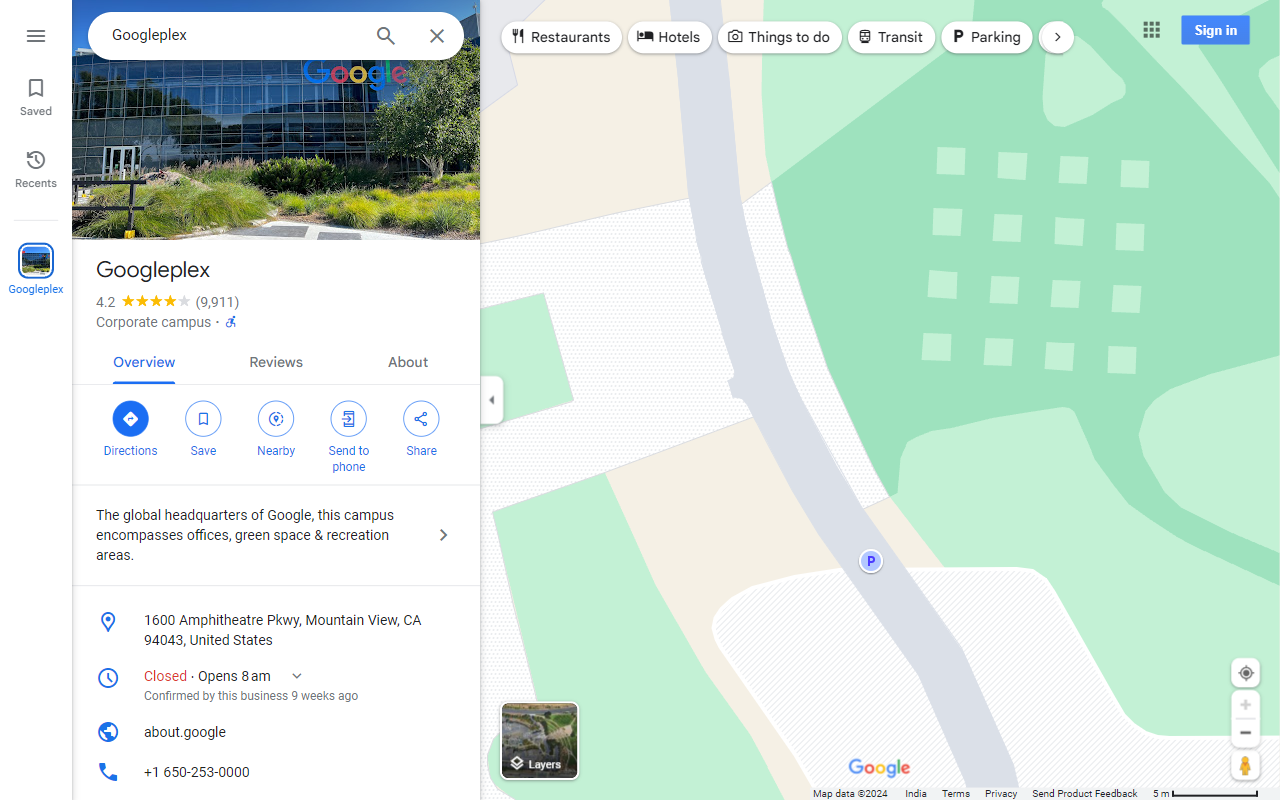 Googleplex
Restaurants
Hotels
Things to do
Transit
P Parking
Sign in
Saved
Recents
Googleplex
Google
Googleplex
4.2 (9,911)
Corporate campus ·
Overview
Reviews
About
Directions
Save
Nearby
Send to
phone
Share
The global headquarters of Google, this campus
encompasses offices, green space & recreation
areas.
1600 Amphitheatre Pkwy, Mountain View, CA
94043, United States
Closed · Opens 8 am
Confirmed by this business 9 weeks ago
about.google
+1 650-253-0000
P
Layers
Google
Map data ©2024
India
Terms
Privacy
Send Product Feedback
5 m